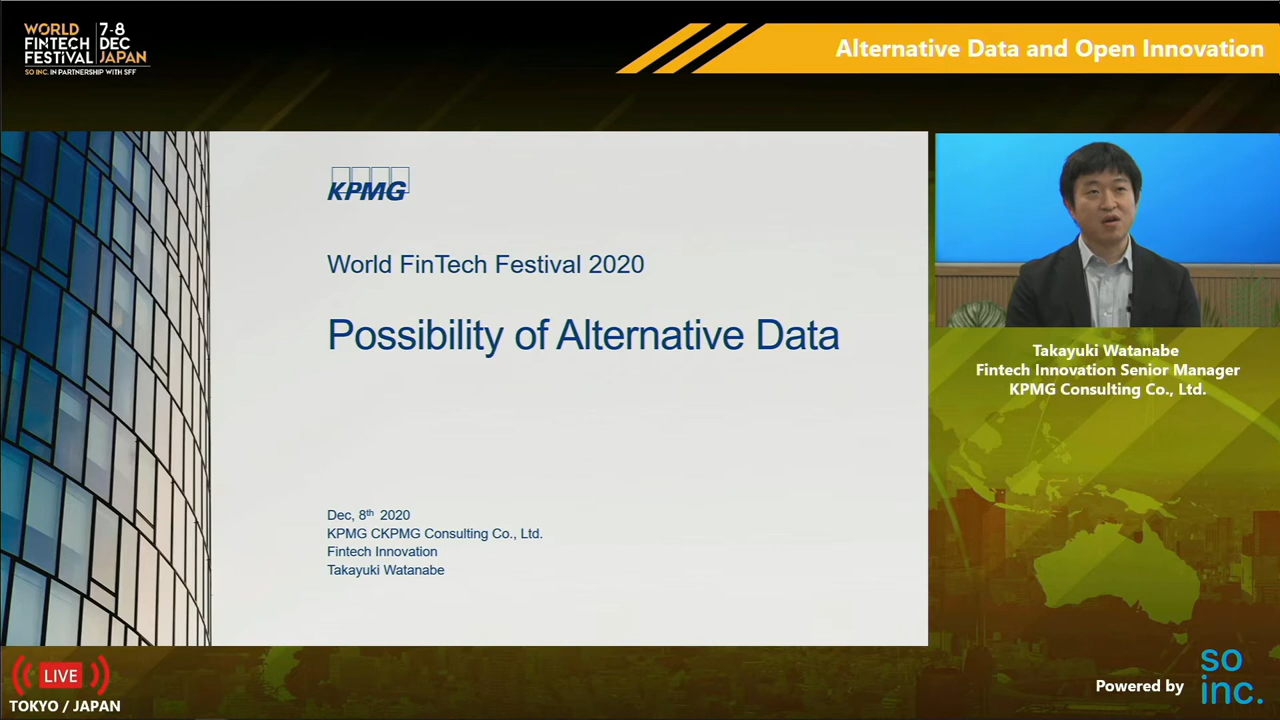 WORLD
FINTECH
FESTIVAL
7-8
DEC
JAPAN
SO INC. IN PARTNERSHIP WITH SFF
Alternative Data and Open Innovation
KPMG
World FinTech Festival 2020
Possibility of Alternative Data
Dec, 8th 2020
KPMG CKPMG Consulting Co., Ltd.
Fintech Innovation
Takayuki Watanabe
Takayuki Watanabe
Fintech Innovation Senior Manager
KPMG Consulting Co., Ltd.
LIVE
TOKYO / JAPAN
Powered by
so
inc.